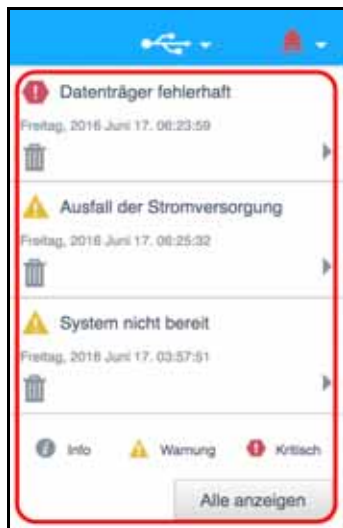 Datenträger fehlerhaft
Freitag, 2016 Juni 17. 06:23:59
Ausfall der Stromversorgung
Freitag, 2016 Juni 17. 06:25:32
System nicht bereit
Freitag, 2016 Juni 17. 03:57:51
Info Warnung Kritisch
Alle anzeigen